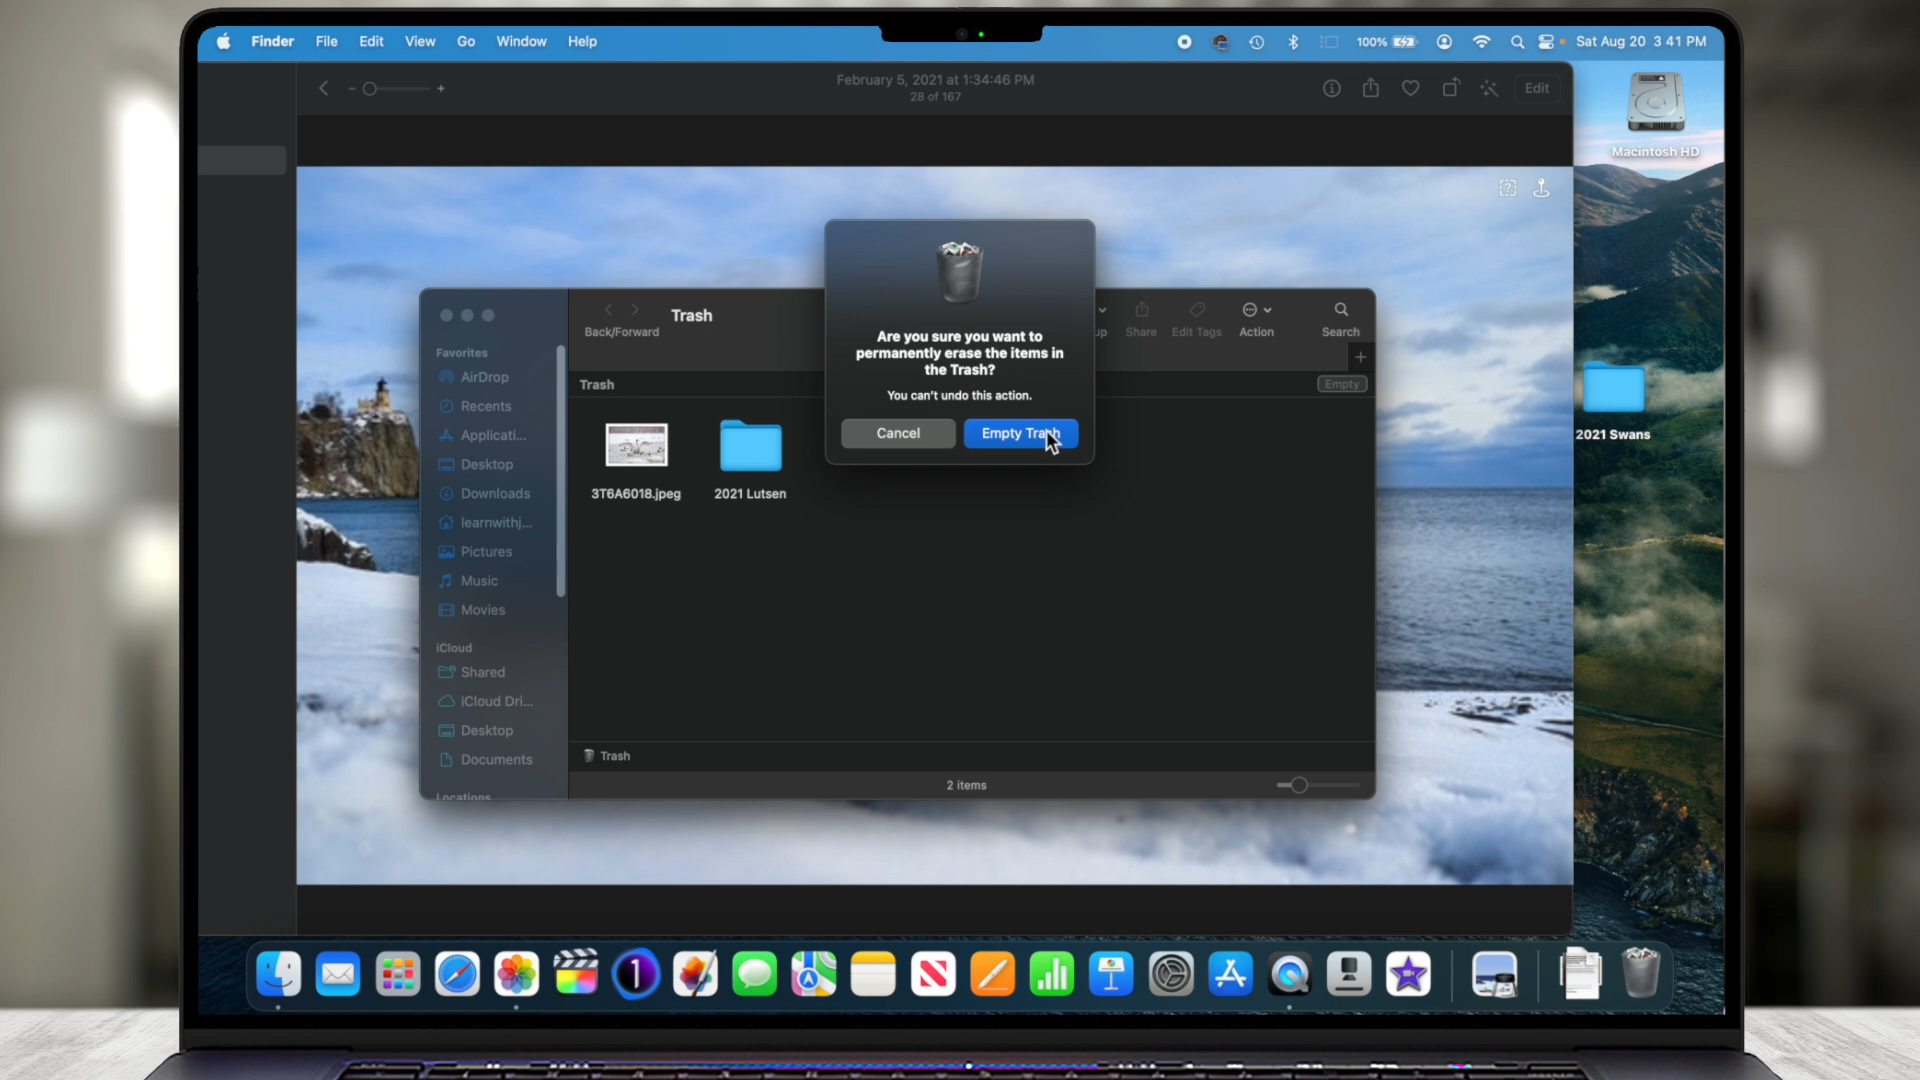 Finder File Edit View Go Window Help
100%
Sat Aug 20 3 41 PM
February 5, 2021 at 1:34:46 PM
28 of 167
Edit
Macintosh HD
2021 Swans
Are you sure you want to
permanently erase the items in
the Trash?
You can't undo this action.
Cancel
Empty Trash
Back/Forward
Trash
up
Share
Edit Tags
Action
Search
Trash
Empty
3T6A6018.jpeg
2021 Lutsen
Favorites
AirDrop
Recents
Applicati...
Desktop
Downloads
learnwithj...
Pictures
Music
Movies
iCloud
Shared
iCloud Dri...
Desktop
Documents
Locations
Trash
2 items
1